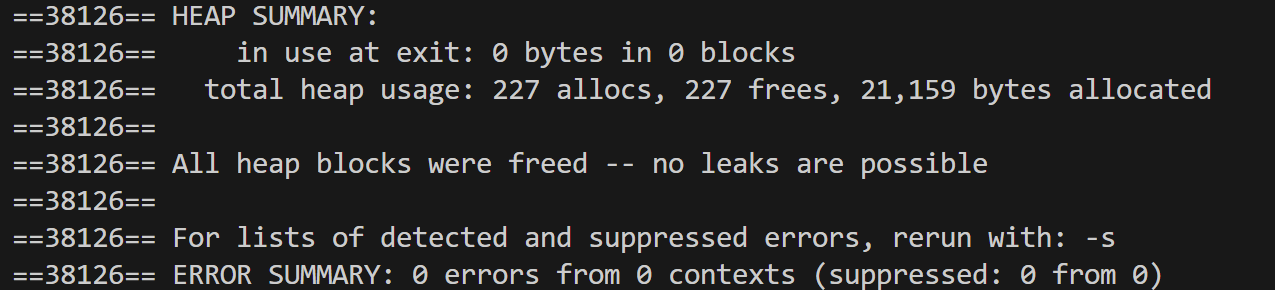 ==38126== HEAP SUMMARY:
==38126==     in use at exit: 0 bytes in 0 blocks
==38126==   total heap usage: 227 allocs, 227 frees, 21,159 bytes allocated
==38126==
==38126== All heap blocks were freed -- no leaks are possible
==38126==
==38126== For lists of detected and suppressed errors, rerun with: -s
==38126== ERROR SUMMARY: 0 errors from 0 contexts (suppressed: 0 from 0)